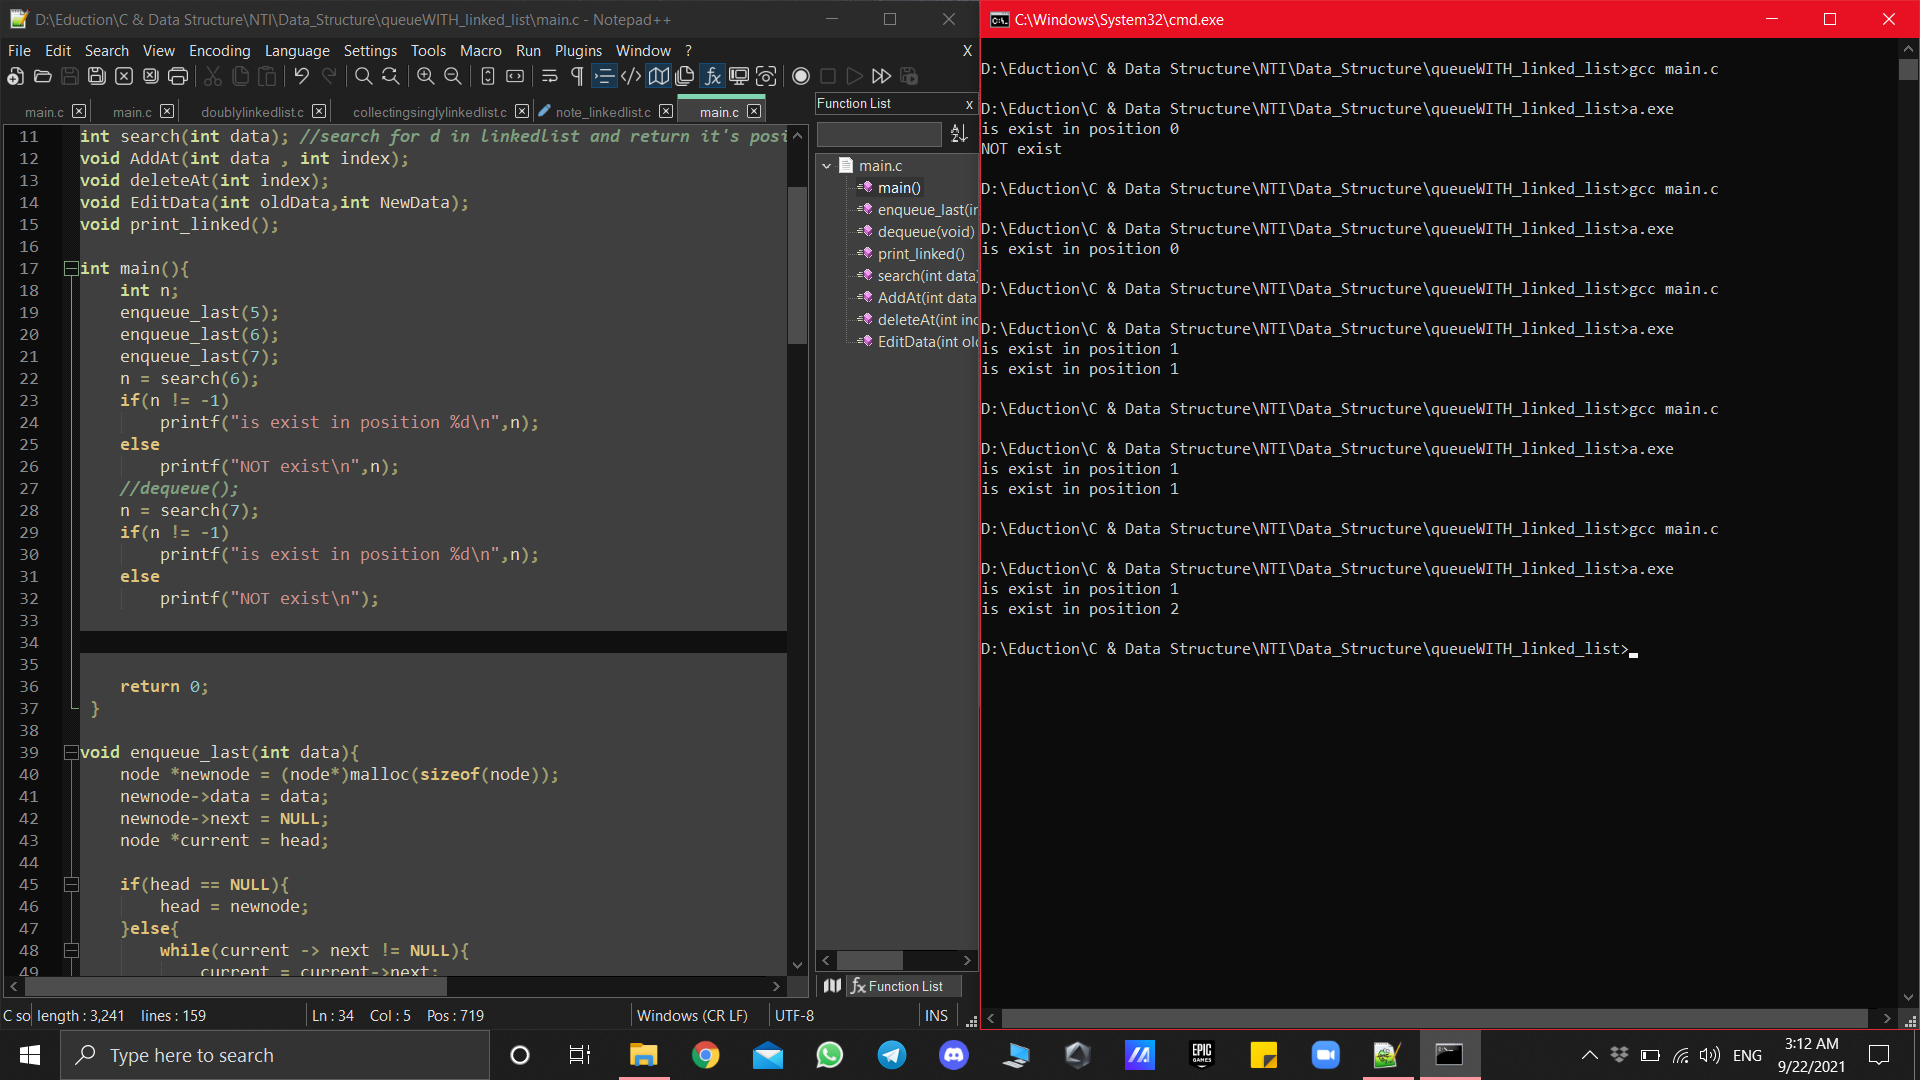 D:\Eduction\C & Data Structure\NTI\Data_Structure\queueWITH_linked_list\main.c - Notepad++
File Edit Search View Encoding Language Settings Tools Macro Run Plugins Window ? X
main.c main.c doublylinkedlist.c collectingsinglylinkedlist.c note_linkedlist.c main.c
11 int search(int data); //search for d in linkedlist and return it's posi
12 void AddAt(int data , int index);
13 void deleteAt(int index);
14 void EditData(int oldData,int NewData);
15 void print_linked();
16
17 int main(){
18 int n;
19 enqueue_last(5);
20 enqueue_last(6);
21 enqueue_last(7);
22 n = search(6);
23 if(n != -1)
24 printf("is exist in position %d\n",n);
25 else
26 printf("NOT exist\n",n);
27 //dequeue();
28 n = search(7);
29 if(n != -1)
30 printf("is exist in position %d\n",n);
31 else
32 printf("NOT exist\n");
33
34
35
36 return 0;
37 }
38
39 void enqueue_last(int data){
40 node *newnode = (node*)malloc(sizeof(node));
41 newnode->data = data;
42 newnode->next = NULL;
43 node *current = head;
44
45 if(head == NULL){
46 head = newnode;
47 }else{
48 while(current -> next != NULL){
49 current = current->next;
Function List x
main.c
main()
enqueue_last(in
dequeue(void)
print_linked()
search(int data)
AddAt(int data
deleteAt(int inc
EditData(int old
Function List
C so length : 3,241 lines : 159 Ln : 34 Col : 5 Pos : 719 Windows (CR LF) UTF-8 INS
C:\Windows\System32\cmd.exe
D:\Eduction\C & Data Structure\NTI\Data_Structure\queueWITH_linked_list>gcc main.c
D:\Eduction\C & Data Structure\NTI\Data_Structure\queueWITH_linked_list>a.exe
is exist in position 0
NOT exist
D:\Eduction\C & Data Structure\NTI\Data_Structure\queueWITH_linked_list>gcc main.c
D:\Eduction\C & Data Structure\NTI\Data_Structure\queueWITH_linked_list>a.exe
is exist in position 0
D:\Eduction\C & Data Structure\NTI\Data_Structure\queueWITH_linked_list>gcc main.c
D:\Eduction\C & Data Structure\NTI\Data_Structure\queueWITH_linked_list>a.exe
is exist in position 1
is exist in position 1
D:\Eduction\C & Data Structure\NTI\Data_Structure\queueWITH_linked_list>gcc main.c
D:\Eduction\C & Data Structure\NTI\Data_Structure\queueWITH_linked_list>a.exe
is exist in position 1
is exist in position 1
D:\Eduction\C & Data Structure\NTI\Data_Structure\queueWITH_linked_list>gcc main.c
D:\Eduction\C & Data Structure\NTI\Data_Structure\queueWITH_linked_list>a.exe
is exist in position 1
is exist in position 2
D:\Eduction\C & Data Structure\NTI\Data_Structure\queueWITH_linked_list>
Type here to search
EPIC GAMES
ENG
3:12 AM
9/22/2021